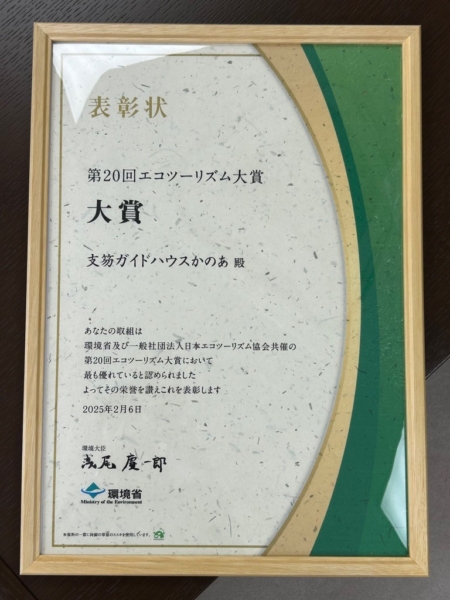 表彰状
第20回エコツーリズム大賞
大賞
支笏ガイドハウスかのあ 殿
あなたの取組は
環境省及び一般社団法人日本エコツーリズム協会共催の
第20回エコツーリズム大賞において
最も優れていると認められました
よってその栄誉を讃えこれを表彰します
2025年2月6日
環境大臣
浅尾慶一郎
環境省
Ministry of the Environment